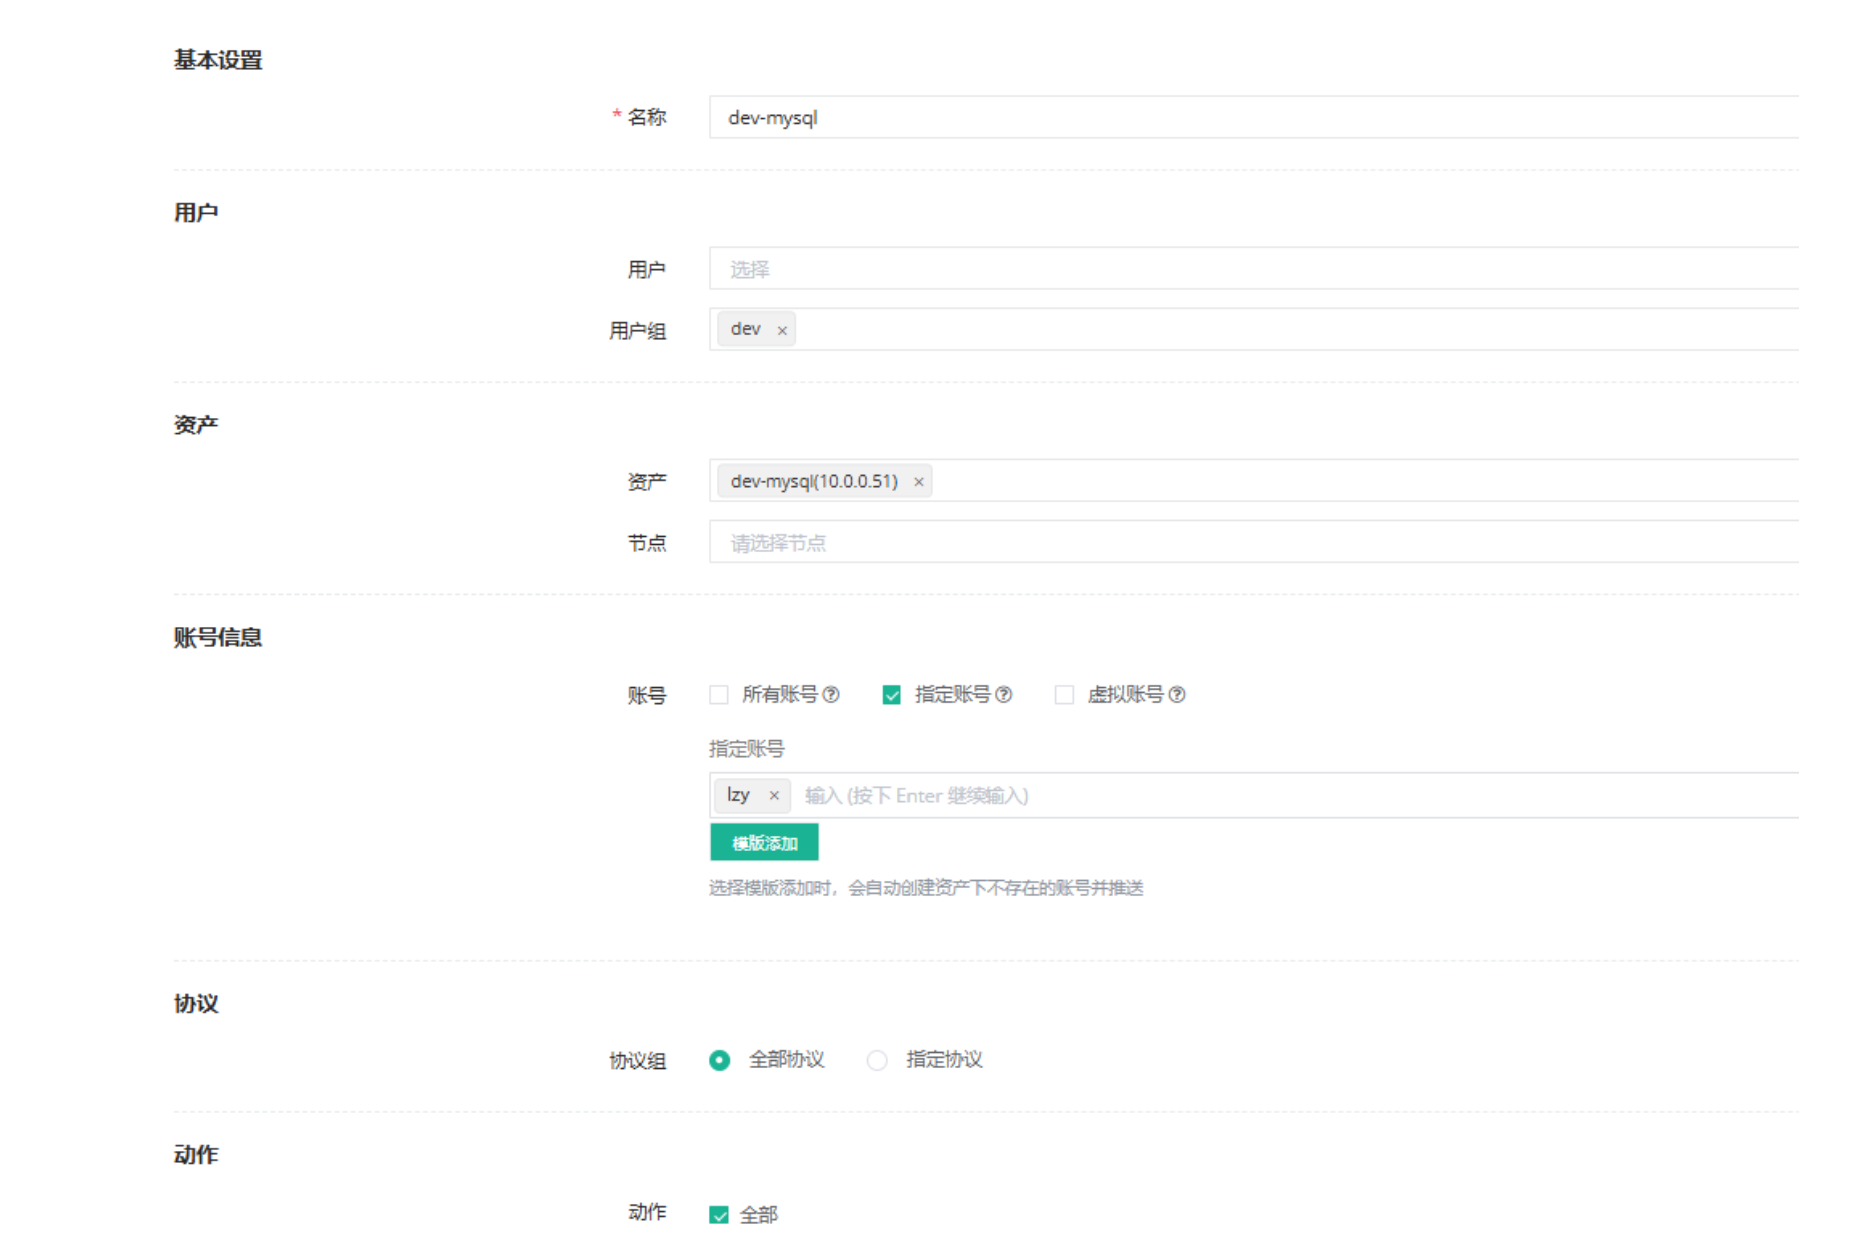 基本设置
* 名称 dev-mysql
用户
用户 选择
用户组 dev ×
资产
资产 dev-mysql(10.0.0.51) ×
节点 请选择节点
账号信息
账号 所有账号 ? 指定账号 ? 虚拟账号 ?
指定账号
lzy × 输入 (按下 Enter 继续输入)
模版添加
选择模版添加时，会自动创建资产下不存在的账号并推送
协议
协议组 全部协议 指定协议
动作
动作 全部